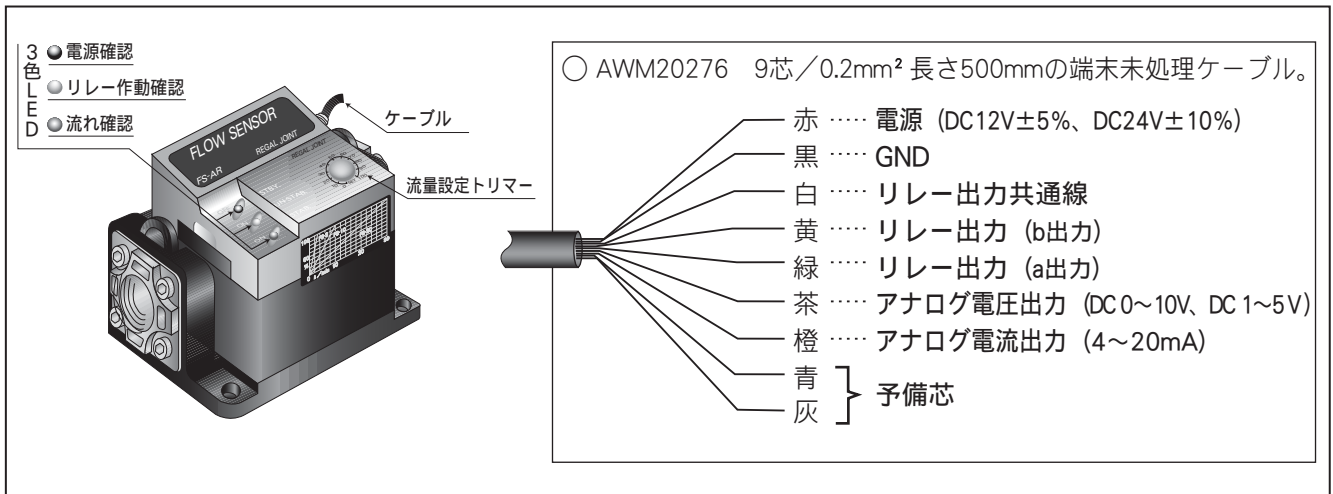 3色LED
電源確認
リレー作動確認
流れ確認
FLOW SENSOR
FS-AR REGAL JOINT
REGAL JOINT
ケーブル
流量設定トリマー
○ AWM20276 9芯／0.2mm² 長さ500mmの端末未処理ケーブル。
赤 ····· 電源（DC12V±5%、DC24V±10%）
黒 ····· GND
白 ····· リレー出力共通線
黄 ····· リレー出力（b出力）
緑 ····· リレー出力（a出力）
茶 ····· アナログ電圧出力（DC 0～10V、DC 1～5V）
橙 ····· アナログ電流出力（4～20mA）
青
灰
予備芯